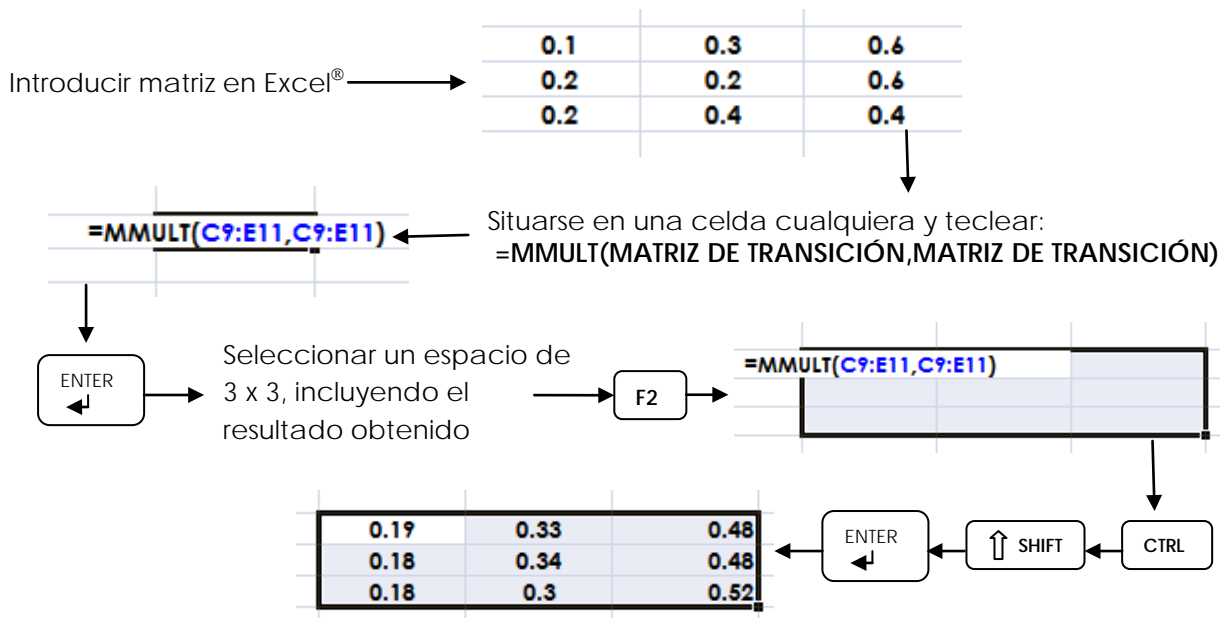 0.1 0.3 0.6
Introducir matriz en Excel®
0.2 0.2 0.6
0.2 0.4 0.4
Situarse en una celda cualquiera y teclear:
=MMULT(MATRIZ DE TRANSICIÓN,MATRIZ DE TRANSICIÓN)
=MMULT(C9:E11,C9:E11)
ENTER
Seleccionar un espacio de
3 x 3, incluyendo el
resultado obtenido
F2
=MMULT(C9:E11,C9:E11)
CTRL
SHIFT
ENTER
0.19 0.33 0.48
0.18 0.34 0.48
0.18 0.3 0.52